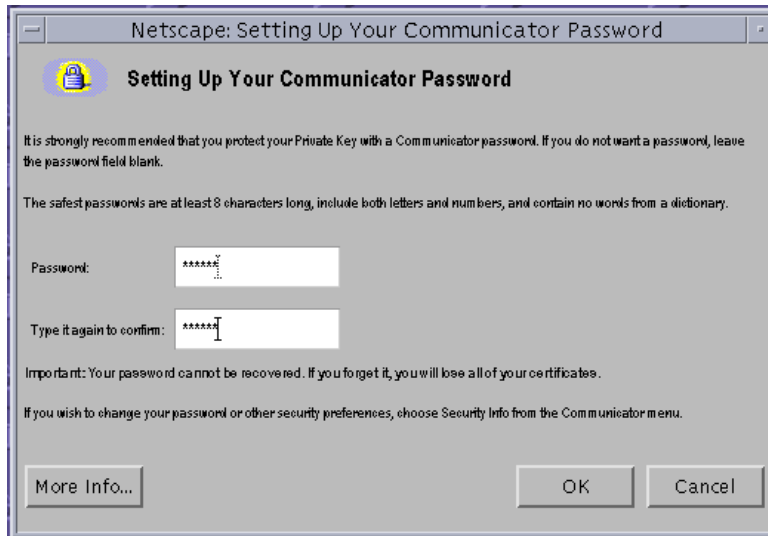 Netscape: Setting Up Your Communicator Password
Setting Up Your Communicator Password
It is strongly recommended that you protect your Private Key with a Communicator password. If you do not want a password, leave
the password field blank.
The safest passwords are at least 8 characters long, include both letters and numbers, and contain no words from a dictionary.
Password: ******
Type it again to confirm: ******
Important: Your password cannot be recovered. If you forget it, you will lose all of your certificates.
If you wish to change your password or other security preferences, choose Security Info from the Communicator menu.
More Info... OK Cancel